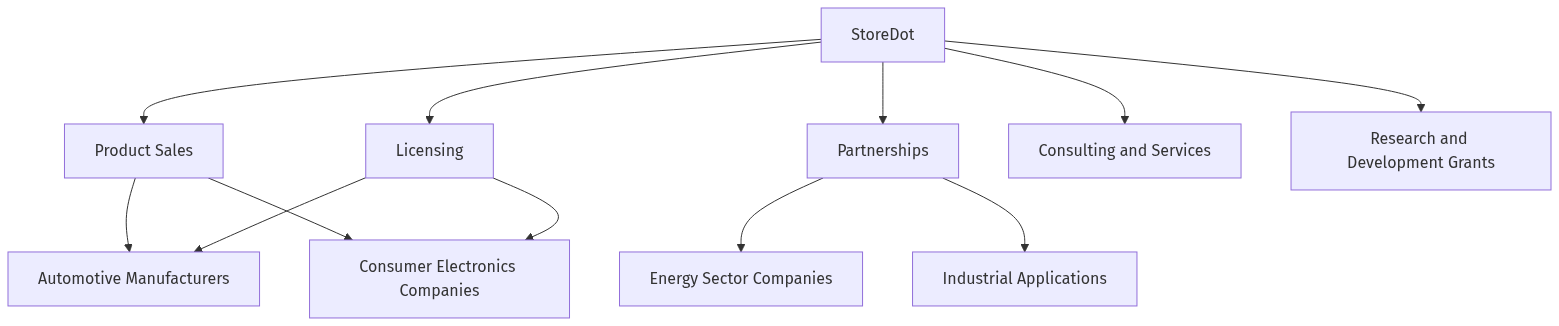 StoreDot
Product Sales
Licensing
Partnerships
Consulting and Services
Research and
Development Grants
Automotive Manufacturers
Consumer Electronics
Companies
Energy Sector Companies
Industrial Applications